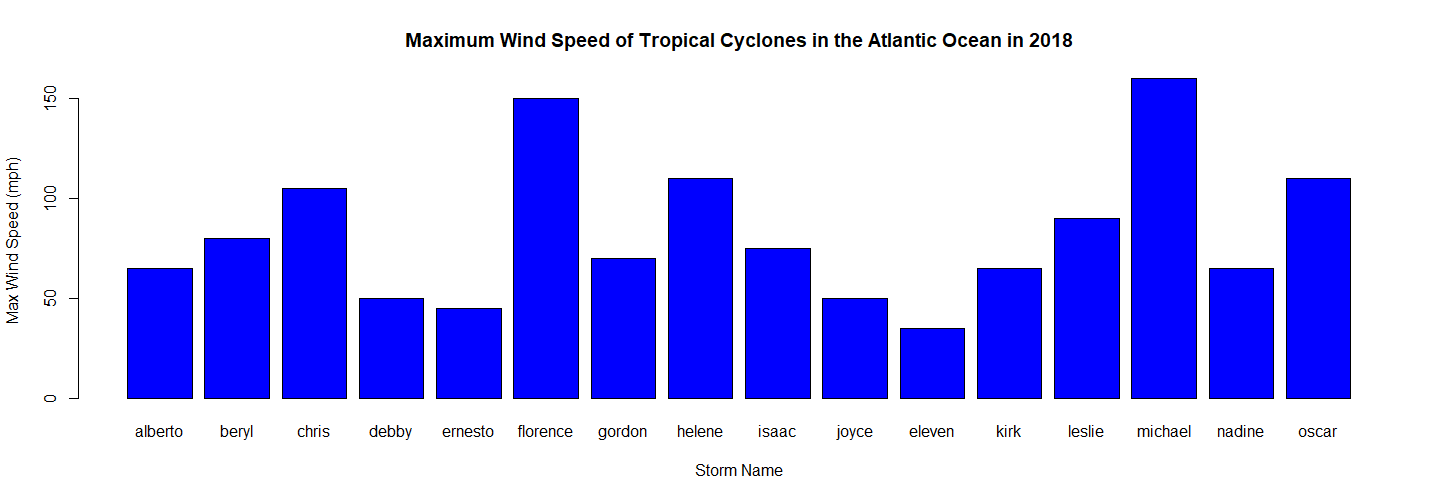 Maximum Wind Speed of Tropical Cyclones in the Atlantic Ocean in 2018
Max Wind Speed (mph)
150
100
50
0
alberto beryl chris debby ernesto florence gordon helene isaac joyce eleven kirk leslie michael nadine oscar
Storm Name